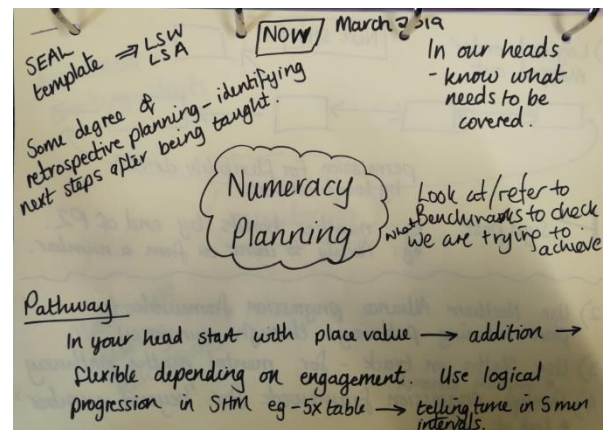 SEAL
template ⇒ LSW
LSA
NOW
March 2019
In our heads
- know what
needs to be
covered.
Some degree of
retrospective planning - identifying
next steps after being taught.
Numeracy
Planning
Look at/refer to
Benchmarks to check
what we are trying to
achieve
Pathway
In your head start with place value → addition →
flexible depending on engagement. Use logical
progression in SHM eg - 5x table → telling time in 5 min
intervals.